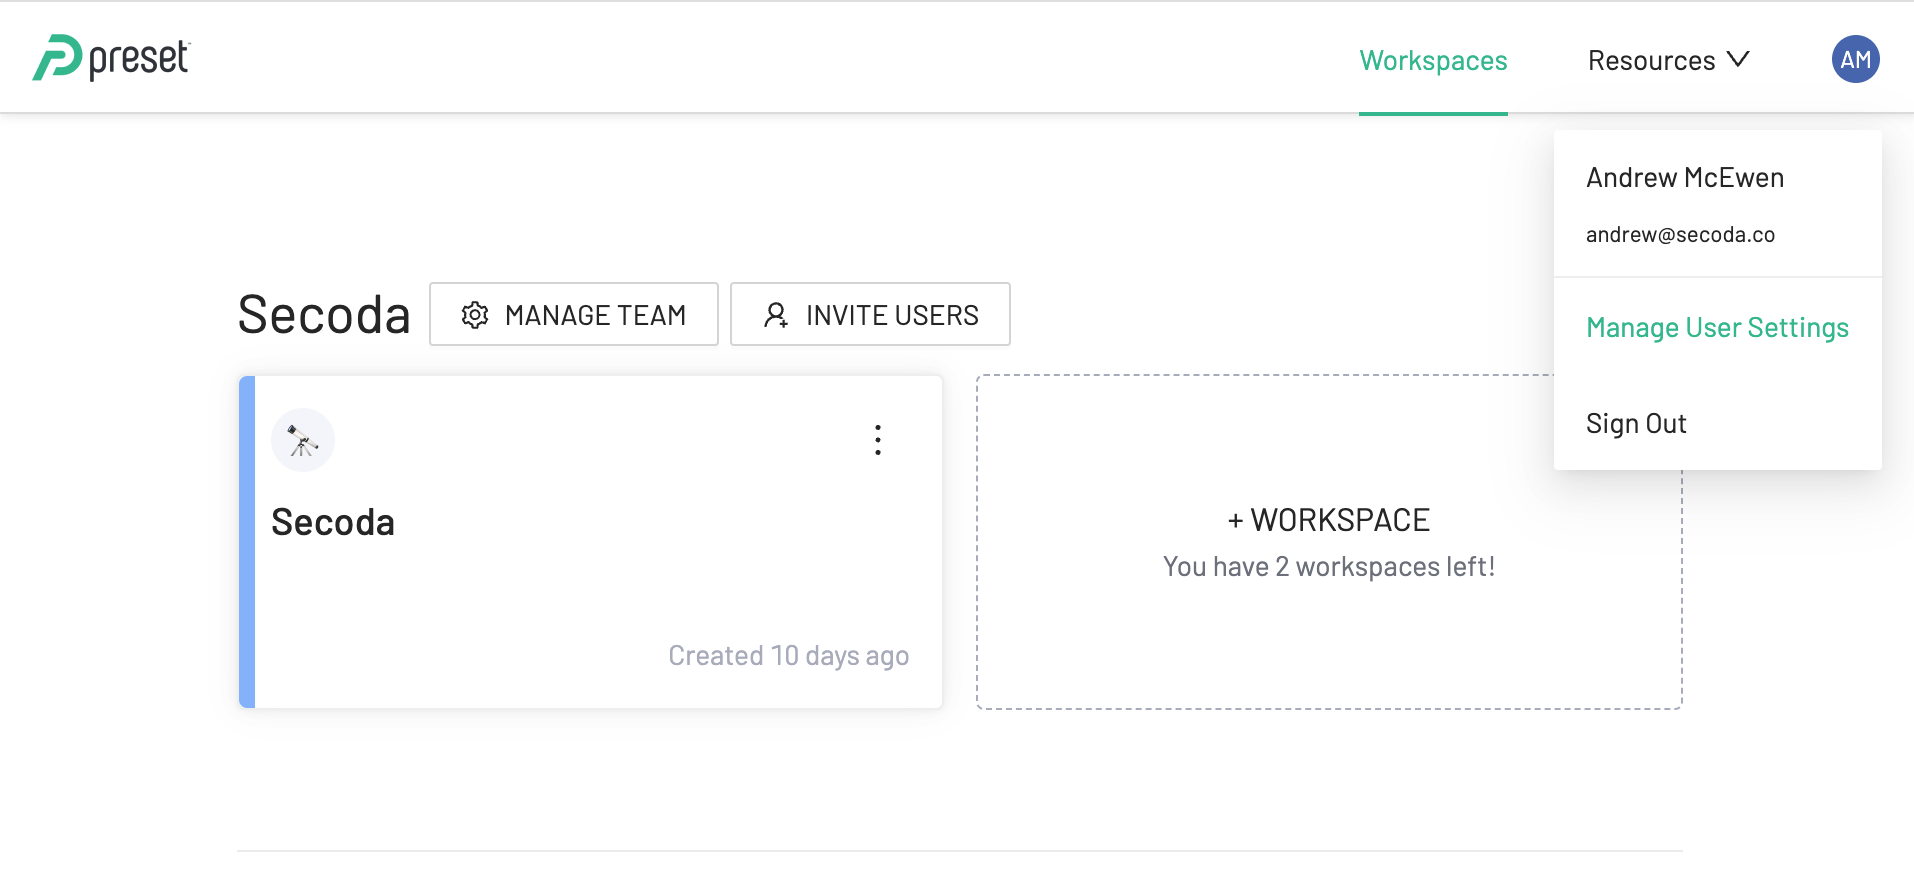 preset
Workspaces
Resources
AM
Andrew McEwen
andrew@secoda.co
Manage User Settings
Sign Out
Secoda
MANAGE TEAM
INVITE USERS
Secoda
Created 10 days ago
+ WORKSPACE
You have 2 workspaces left!